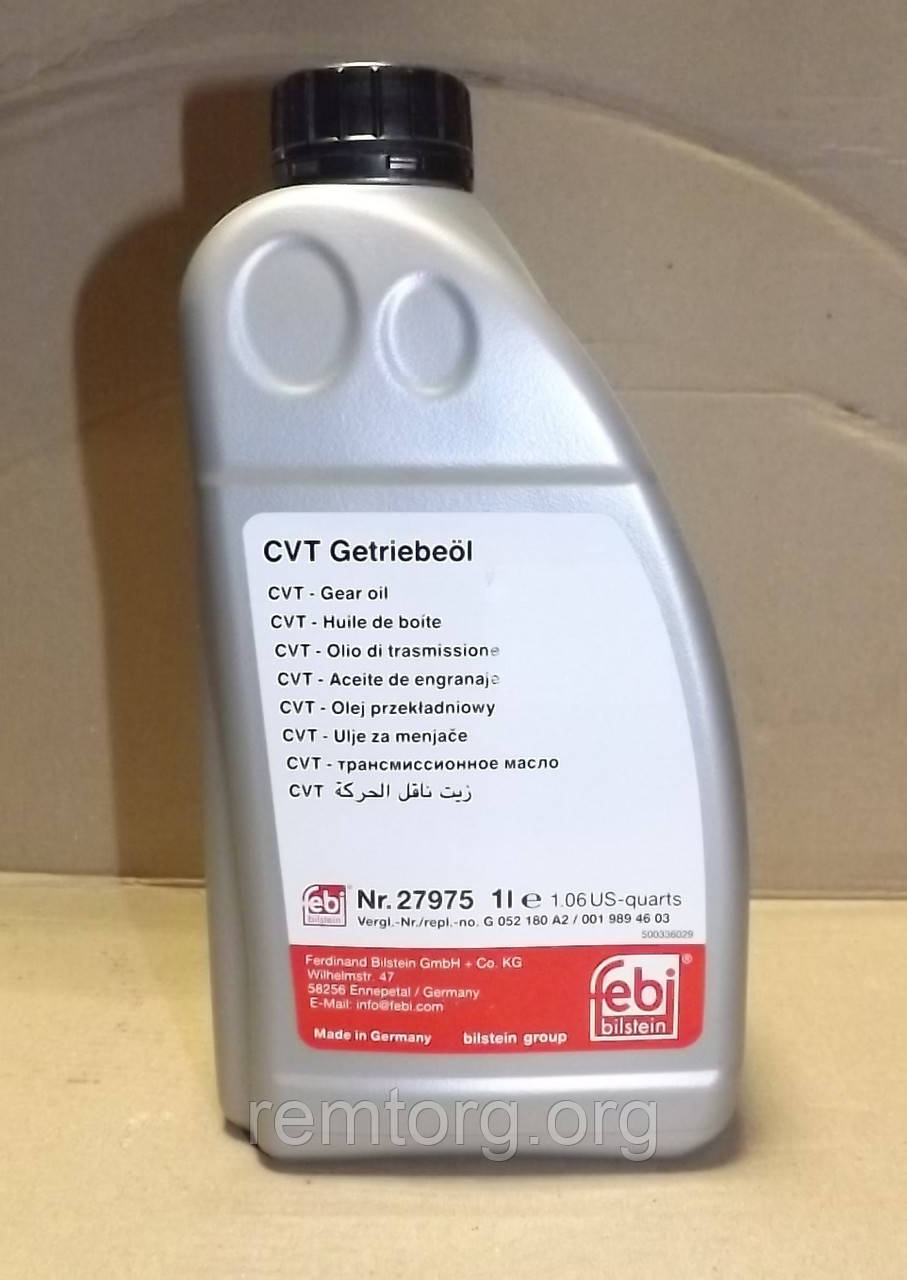 CVT Getriebeöl
CVT - Gear oil
CVT - Huile de boîte
CVT - Olio di trasmissione
CVT - Aceite de engranaje
CVT - Olej przekładniowy
CVT - Ulje za menjače
CVT - трансмиссионное масло
CVT زيت ناقل الحركة
febi bilstein ® Nr. 27975 1l ℮ 1.06 US-quarts
Vergl.-Nr./repl.-no. G 052 180 A2 / 001 989 46 03
500336029
Ferdinand Bilstein GmbH + Co. KG
Wilhelmstr. 47
58256 Ennepetal / Germany
E-Mail: info@febi.com
febi ®
bilstein
Made in Germany bilstein group
remtorg.org